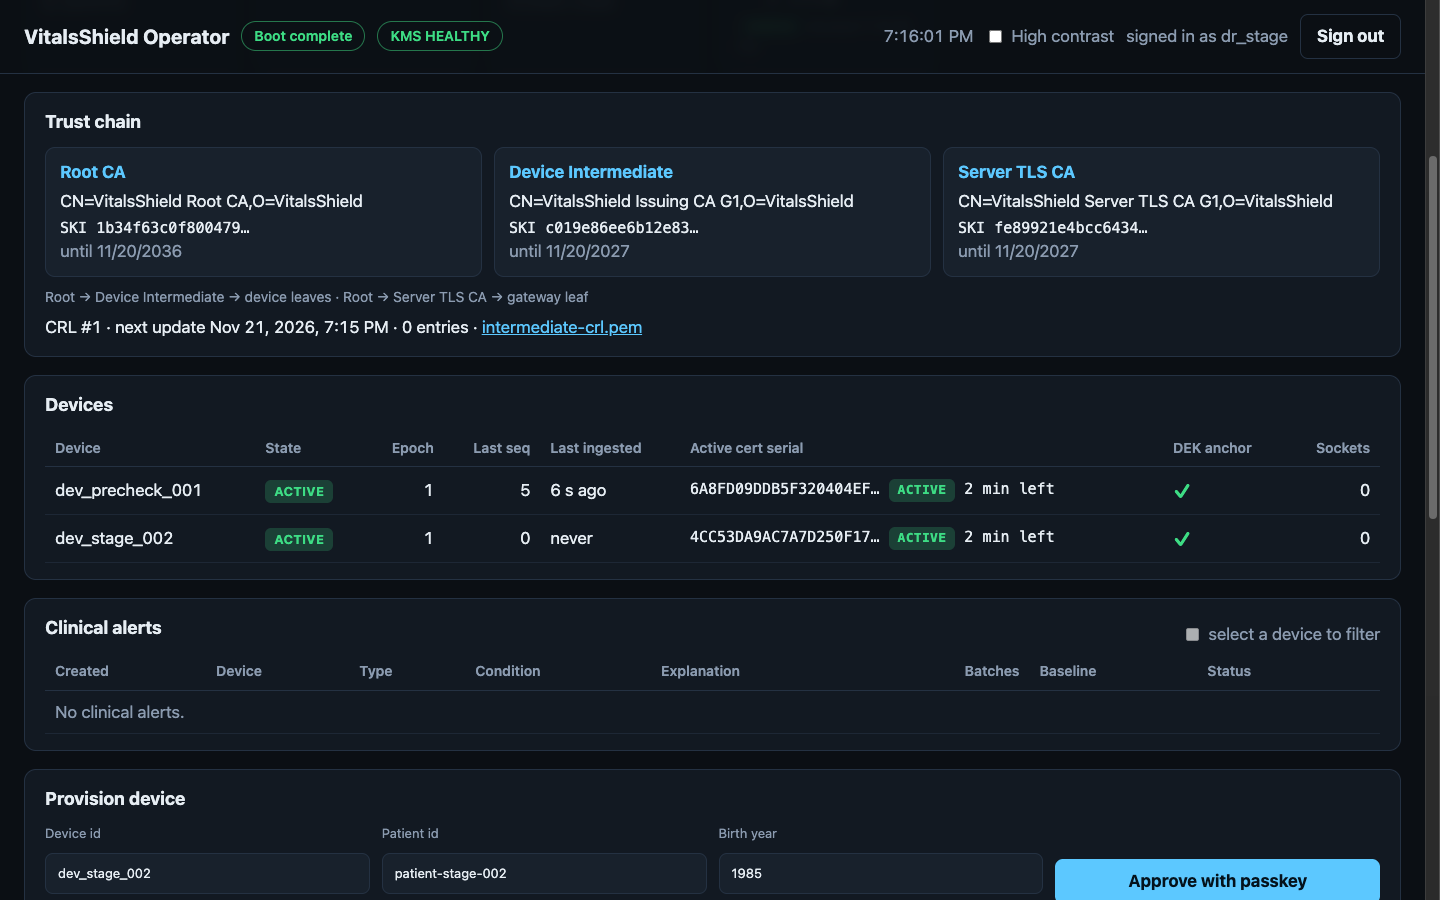 VitalsShield Operator
Boot complete
KMS HEALTHY
7:16:01 PM
High contrast
signed in as dr_stage
Sign out
Trust chain
Root CA
CN=VitalsShield Root CA,O=VitalsShield
SKI 1b34f63c0f800479…
until 11/20/2036
Device Intermediate
CN=VitalsShield Issuing CA G1,O=VitalsShield
SKI c019e86ee6b12e83…
until 11/20/2027
Server TLS CA
CN=VitalsShield Server TLS CA G1,O=VitalsShield
SKI fe89921e4bcc6434…
until 11/20/2027
Root → Device Intermediate → device leaves · Root → Server TLS CA → gateway leaf
CRL #1 · next update Nov 21, 2026, 7:15 PM · 0 entries · intermediate-crl.pem
Devices
Device State Epoch Last seq Last ingested Active cert serial DEK anchor Sockets
dev_precheck_001 ACTIVE 1 5 6 s ago 6A8FD09DDB5F320404EF… ACTIVE 2 min left ✓ 0
dev_stage_002 ACTIVE 1 0 never 4CC53DA9AC7A7D250F17… ACTIVE 2 min left ✓ 0
Clinical alerts
select a device to filter
Created Device Type Condition Explanation Batches Baseline Status
No clinical alerts.
Provision device
Device id
dev_stage_002
Patient id
patient-stage-002
Birth year
1985
Approve with passkey